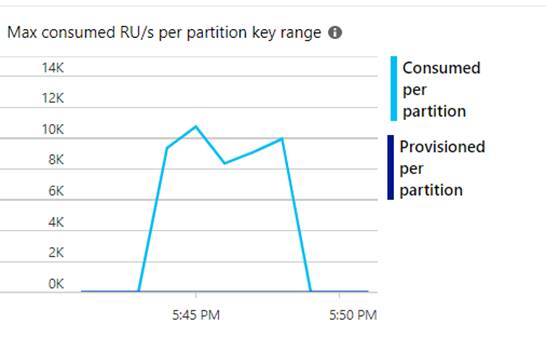 Max consumed RU/s per partition key range
14K
12K
10K
8K
6K
4K
2K
0K
5:45 PM
5:50 PM
Consumed
per
partition
Provisioned
per
partition